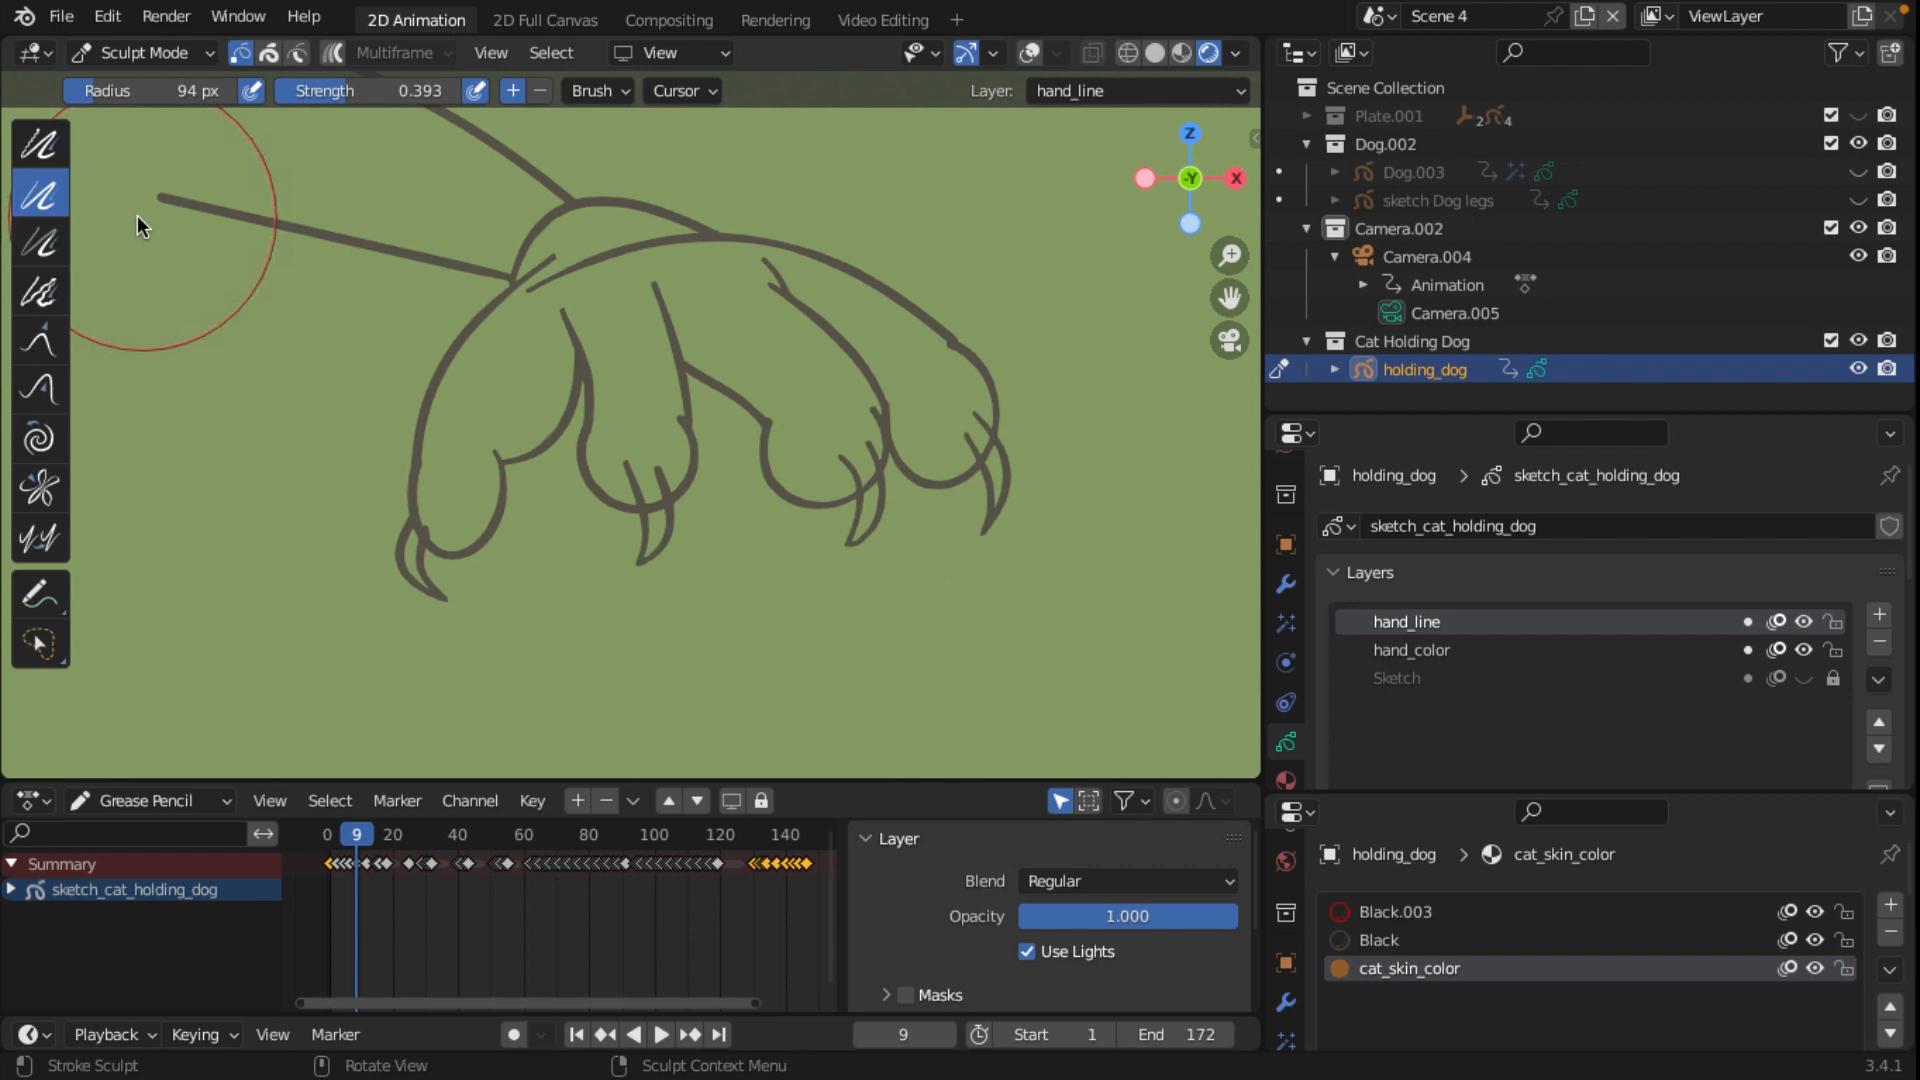 File Edit Render Window Help 2D Animation 2D Full Canvas Compositing Rendering Video Editing + Scene 4 ViewLayer
Sculpt Mode Multiframe View Select View
Radius 94 px Strength 0.393 Brush Cursor Layer: hand_line
Z
-Y X
Scene Collection
Plate.001 2 4
Dog.002
Dog.003
sketch Dog legs
Camera.002
Camera.004
Animation
Camera.005
Cat Holding Dog
holding_dog
holding_dog > sketch_cat_holding_dog
sketch_cat_holding_dog
Layers
hand_line
hand_color
Sketch
Grease Pencil View Select Marker Channel Key
0 9 20 40 60 80 100 120 140
Summary
sketch_cat_holding_dog
Layer
Blend Regular
Opacity 1.000
Use Lights
Masks
holding_dog > cat_skin_color
Black.003
Black
cat_skin_color
Playback Keying View Marker 9 Start 1 End 172
Stroke Sculpt Rotate View Sculpt Context Menu 3.4.1